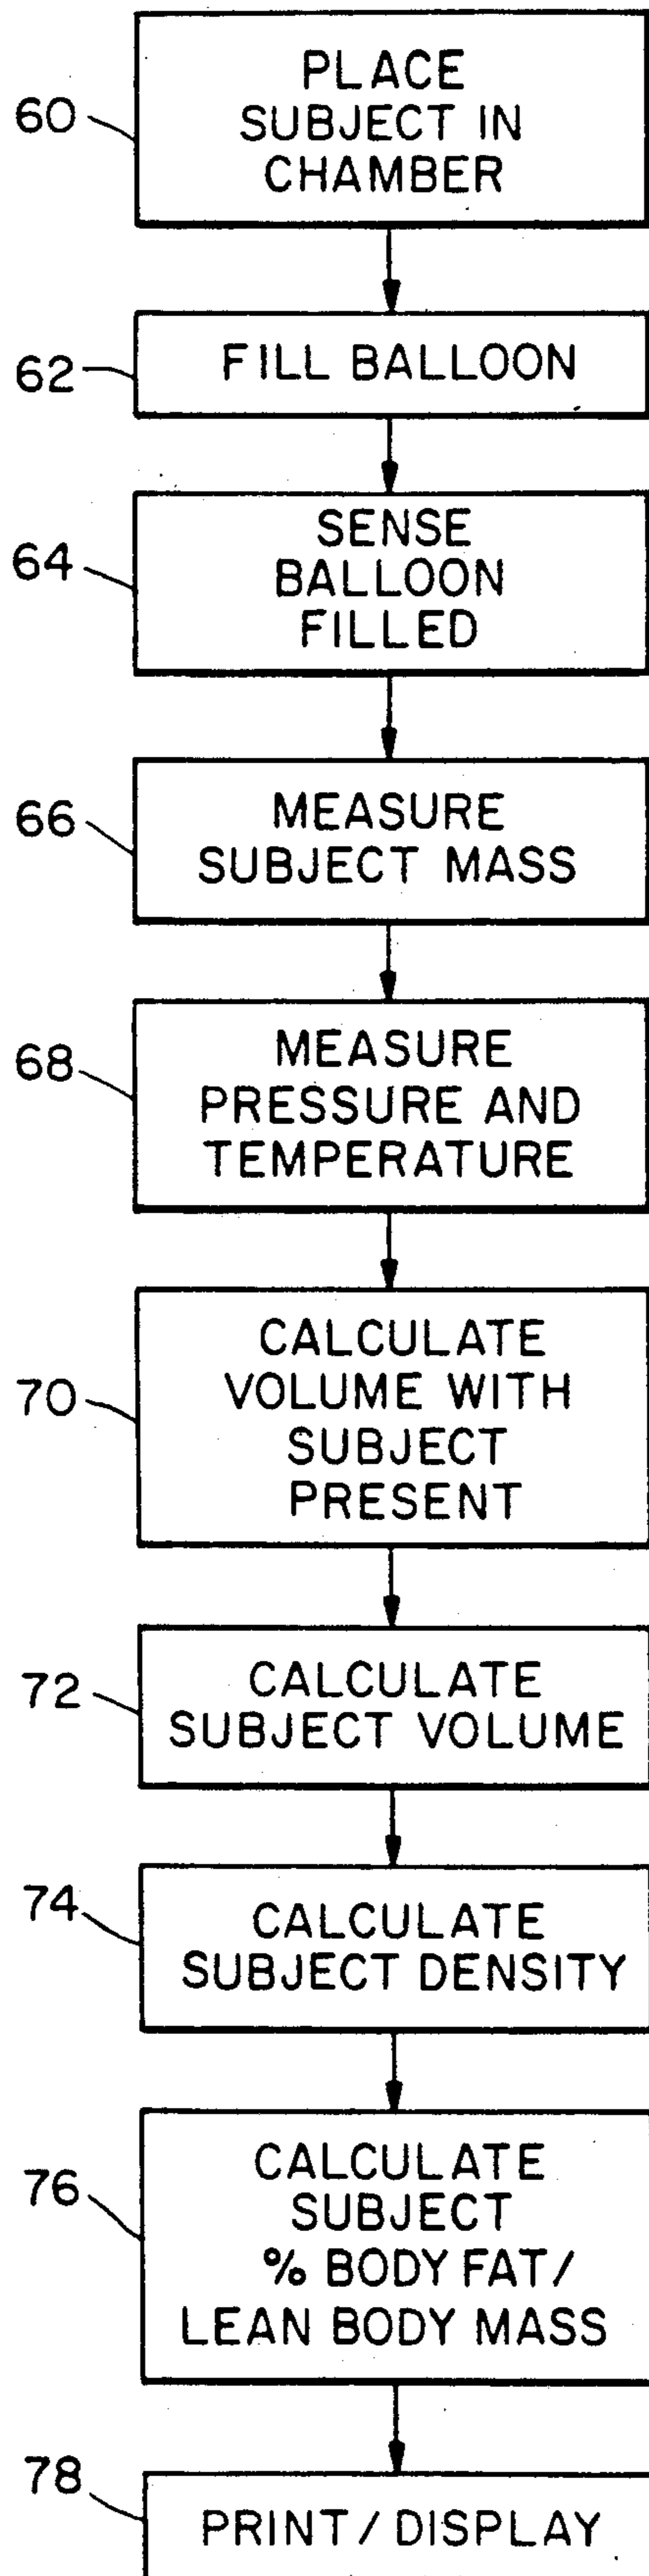 60
PLACE
SUBJECT IN
CHAMBER
62
FILL BALLOON
64
SENSE
BALLOON
FILLED
66
MEASURE
SUBJECT MASS
68
MEASURE
PRESSURE AND
TEMPERATURE
70
CALCULATE
VOLUME WITH
SUBJECT
PRESENT
72
CALCULATE
SUBJECT VOLUME
74
CALCULATE
SUBJECT DENSITY
76
CALCULATE
SUBJECT
% BODY FAT/
LEAN BODY MASS
78
PRINT / DISPLAY